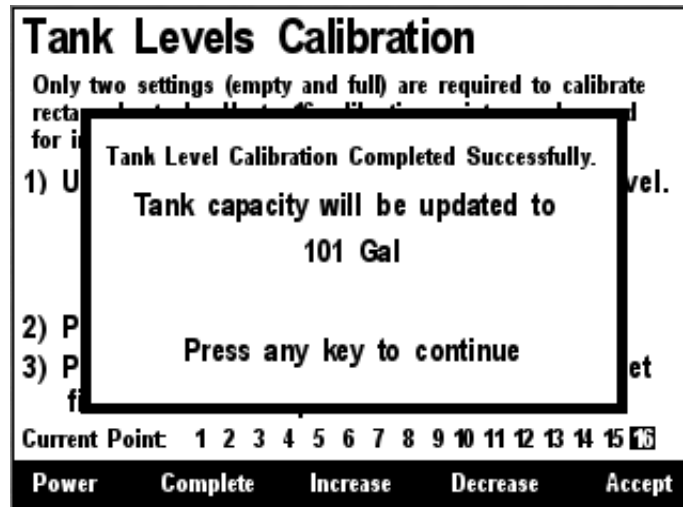 Tank Levels Calibration
Only two settings (empty and full) are required to calibrate
for
Tank Level Calibration Completed Successfully.
1) vel.
Tank capacity will be updated to
101 Gal
2) P
Press any key to continue
3) P et
Current Point: 1 2 3 4 5 6 7 8 9 10 11 12 13 14 15 16
Power Complete Increase Decrease Accept